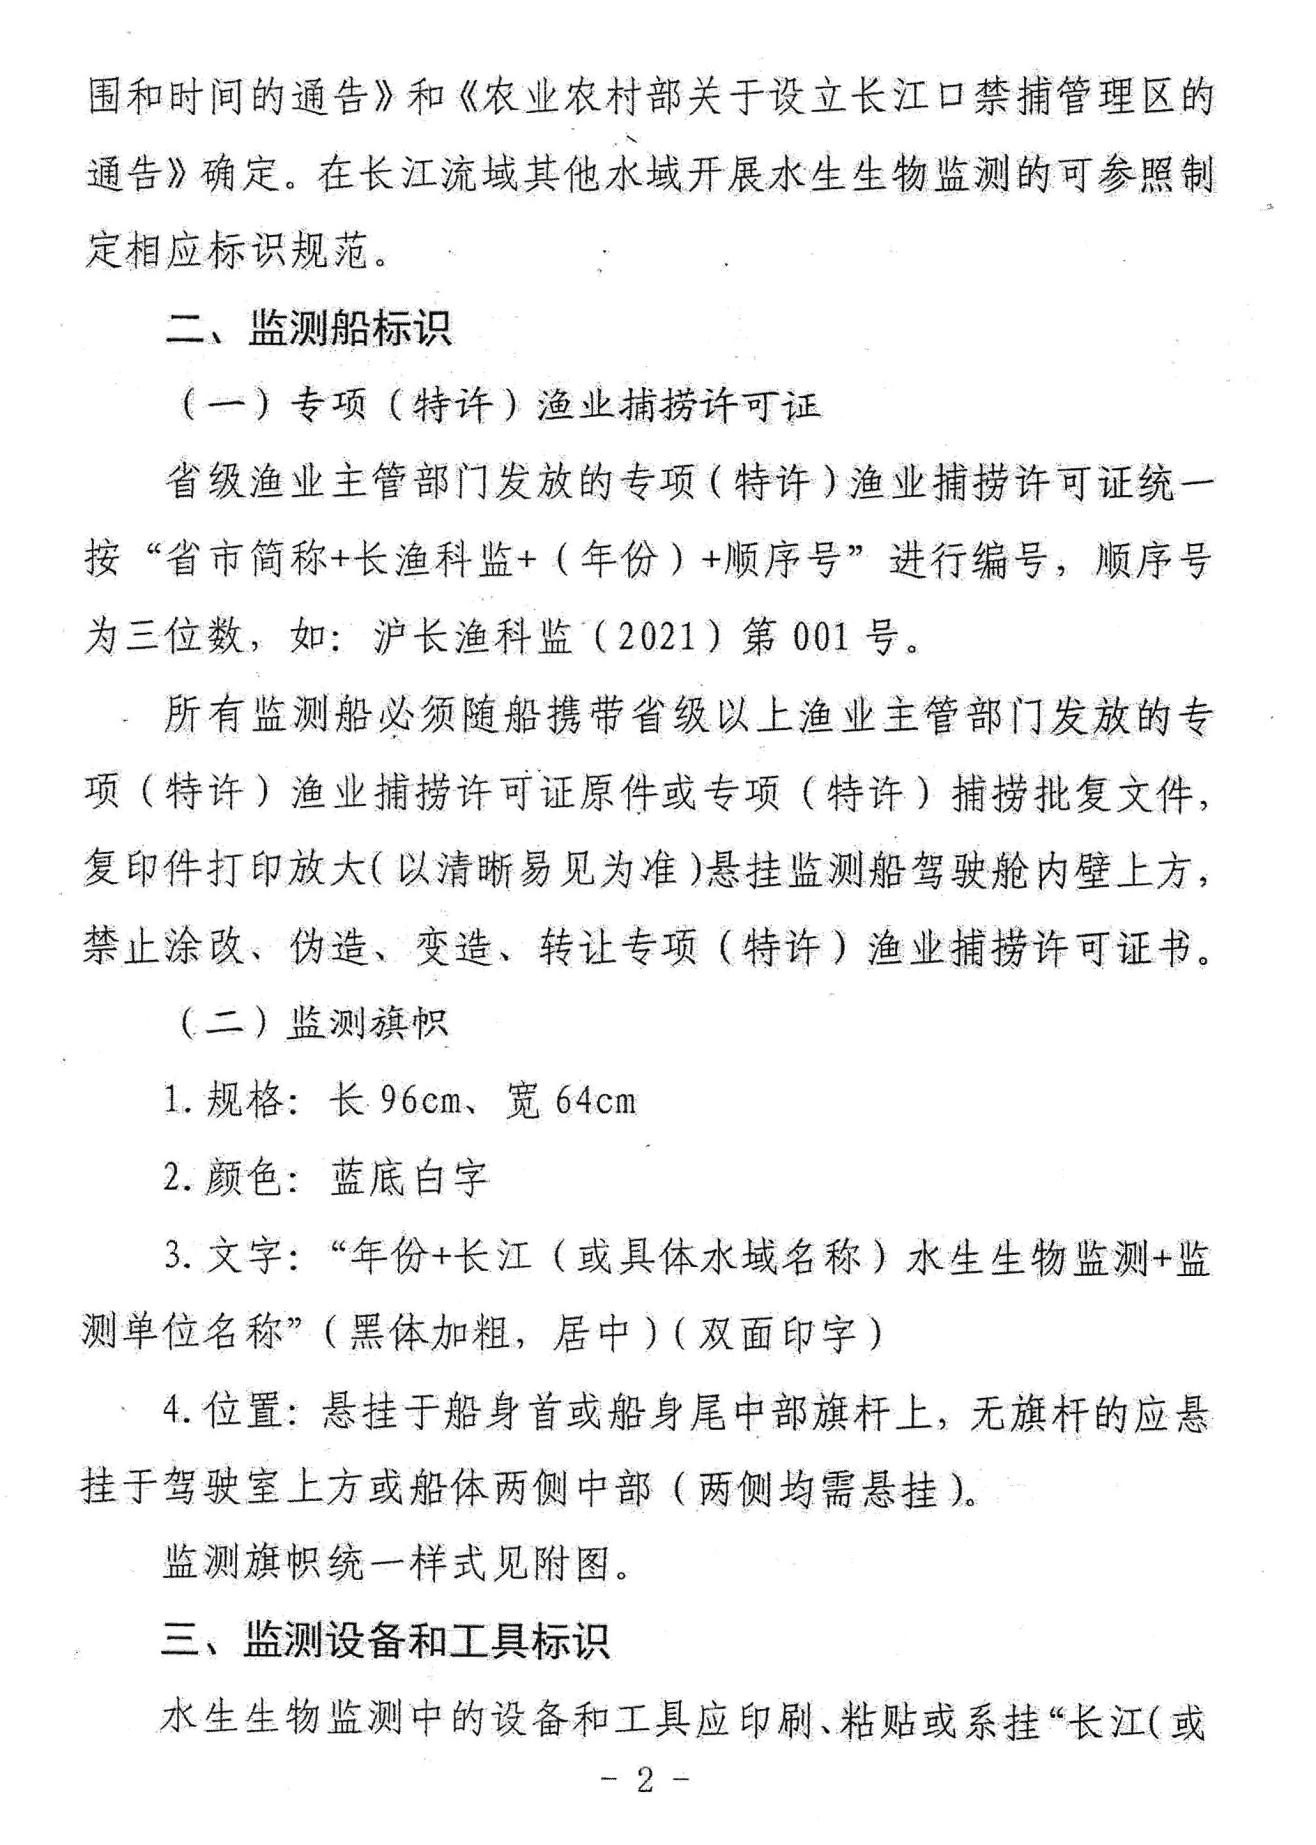 围和时间的通告》和《农业农村部关于设立长江口禁捕管理区的
通告》确定。在长江流域其他水域开展水生生物监测的可参照制
定相应标识规范。
二、监测船标识
（一）专项（特许）渔业捕捞许可证
省级渔业主管部门发放的专项（特许）渔业捕捞许可证统一
按“省市简称+长渔科监+（年份）+顺序号”进行编号，顺序号
为三位数，如：沪长渔科监（2021）第 001 号。
所有监测船必须随船携带省级以上渔业主管部门发放的专
项（特许）渔业捕捞许可证原件或专项（特许）捕捞批复文件，
复印件打印放大（以清晰易见为准）悬挂监测船驾驶舱内壁上方，
禁止涂改、伪造、变造、转让专项（特许）渔业捕捞许可证书。
（二）监测旗帜
1. 规格：长 96cm、宽 64cm
2. 颜色：蓝底白字
3. 文字：“年份+长江（或具体水域名称）水生生物监测+监
测单位名称”（黑体加粗，居中）（双面印字）
4. 位置：悬挂于船身首或船身尾中部旗杆上，无旗杆的应悬
挂于驾驶室上方或船体两侧中部（两侧均需悬挂）。
监测旗帜统一样式见附图。
三、监测设备和工具标识
水生生物监测中的设备和工具应印刷、粘贴或系挂“长江（或
- 2 -